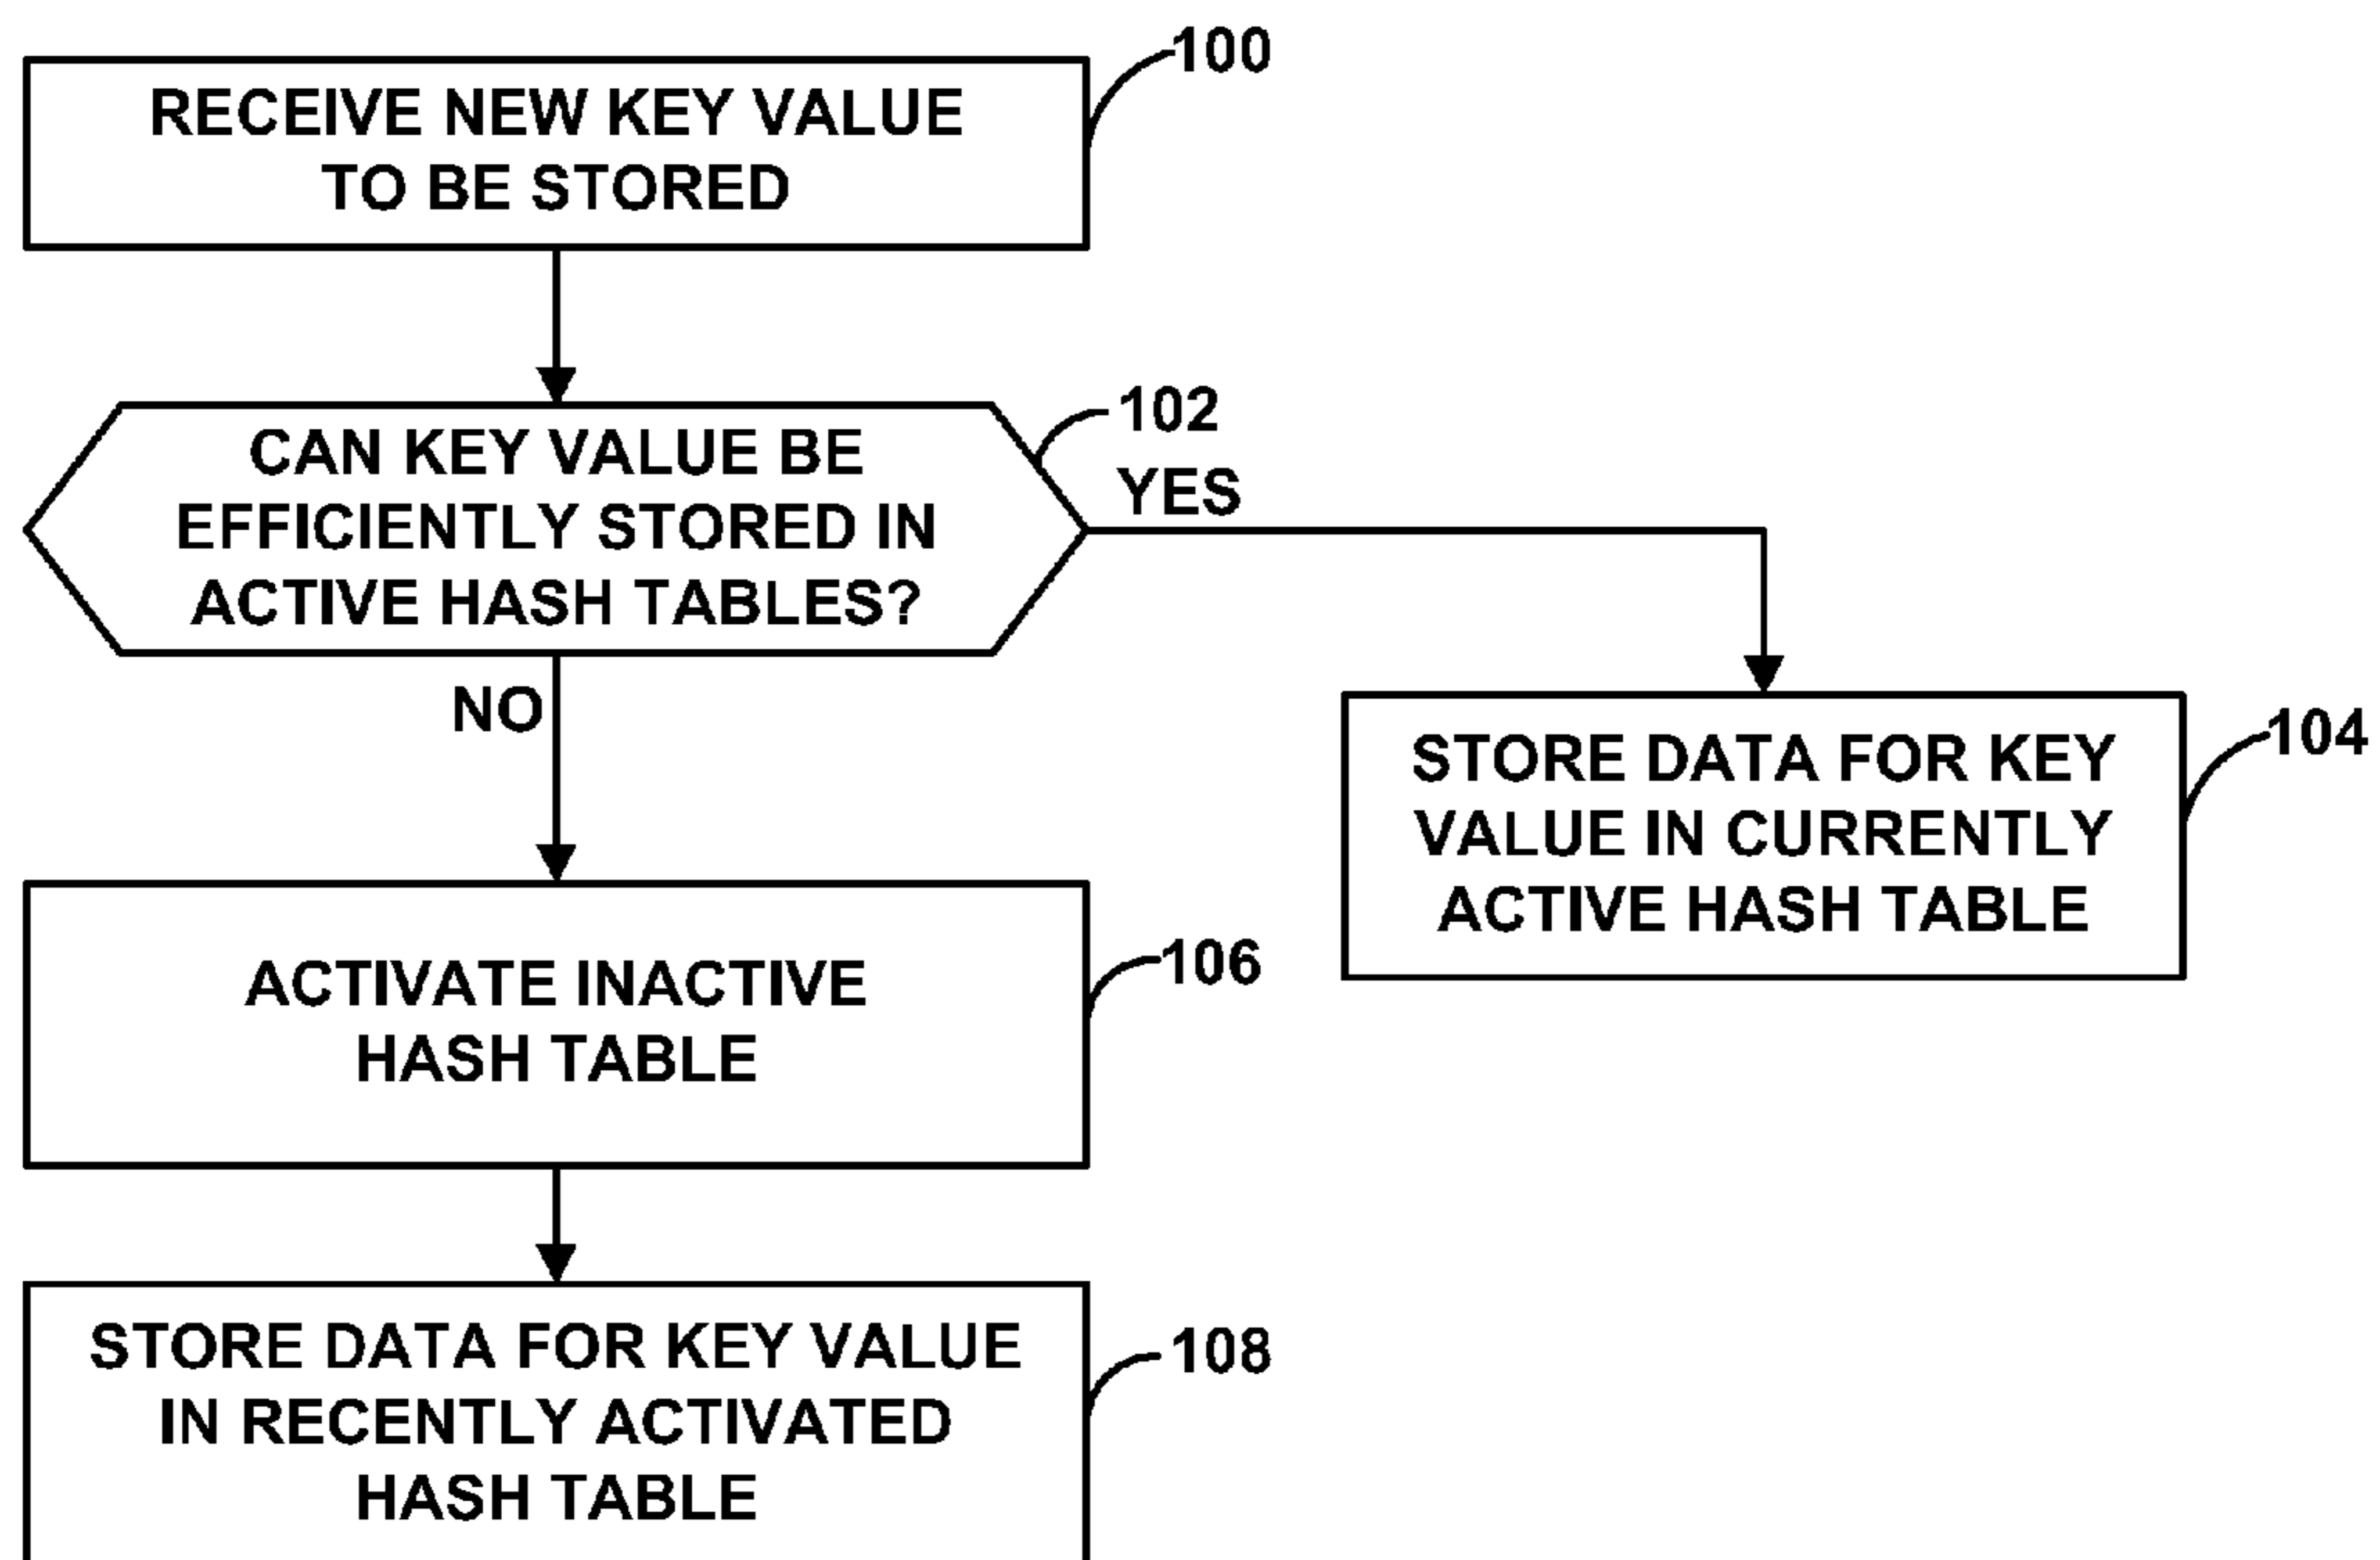 100
RECEIVE NEW KEY VALUE
TO BE STORED
102
CAN KEY VALUE BE
EFFICIENTLY STORED IN
ACTIVE HASH TABLES?
YES
NO
104
STORE DATA FOR KEY
VALUE IN CURRENTLY
ACTIVE HASH TABLE
106
ACTIVATE INACTIVE
HASH TABLE
108
STORE DATA FOR KEY VALUE
IN RECENTLY ACTIVATED
HASH TABLE